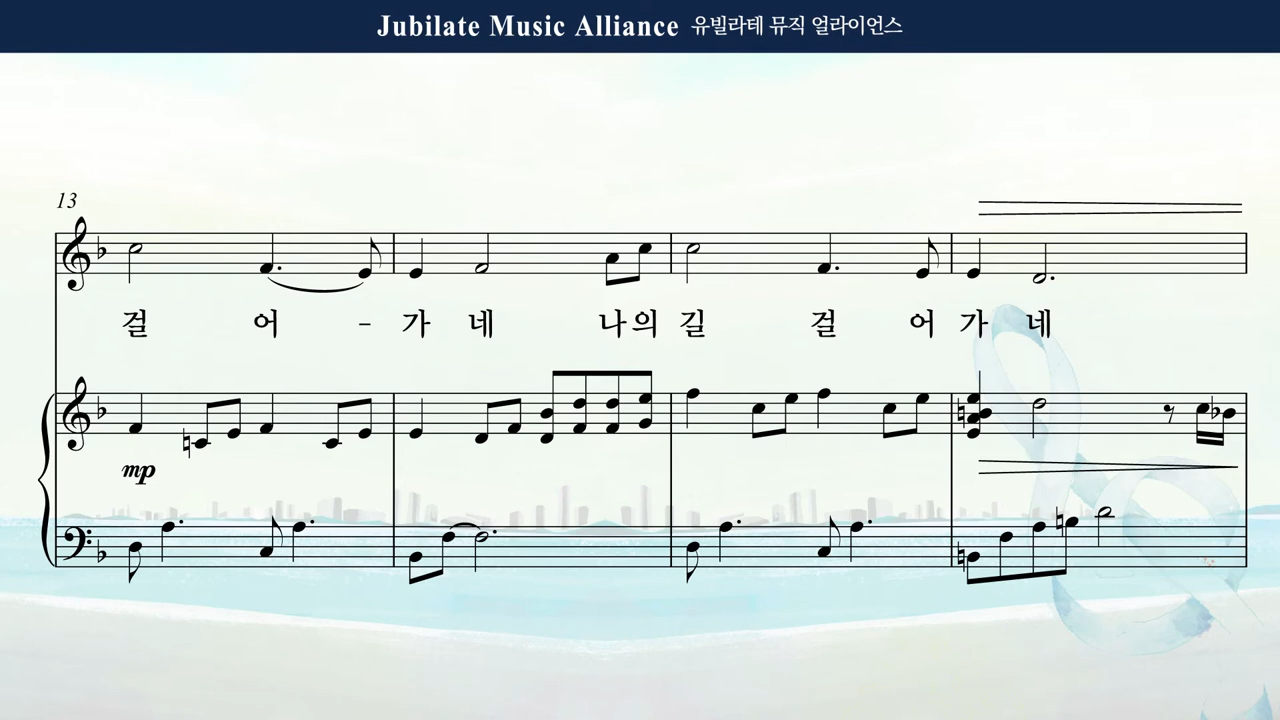 Jubilate Music Alliance 유빌라테 뮤직 얼라이언스
13
걸 어 - 가 네 나의 길 걸 어 가 네
mp